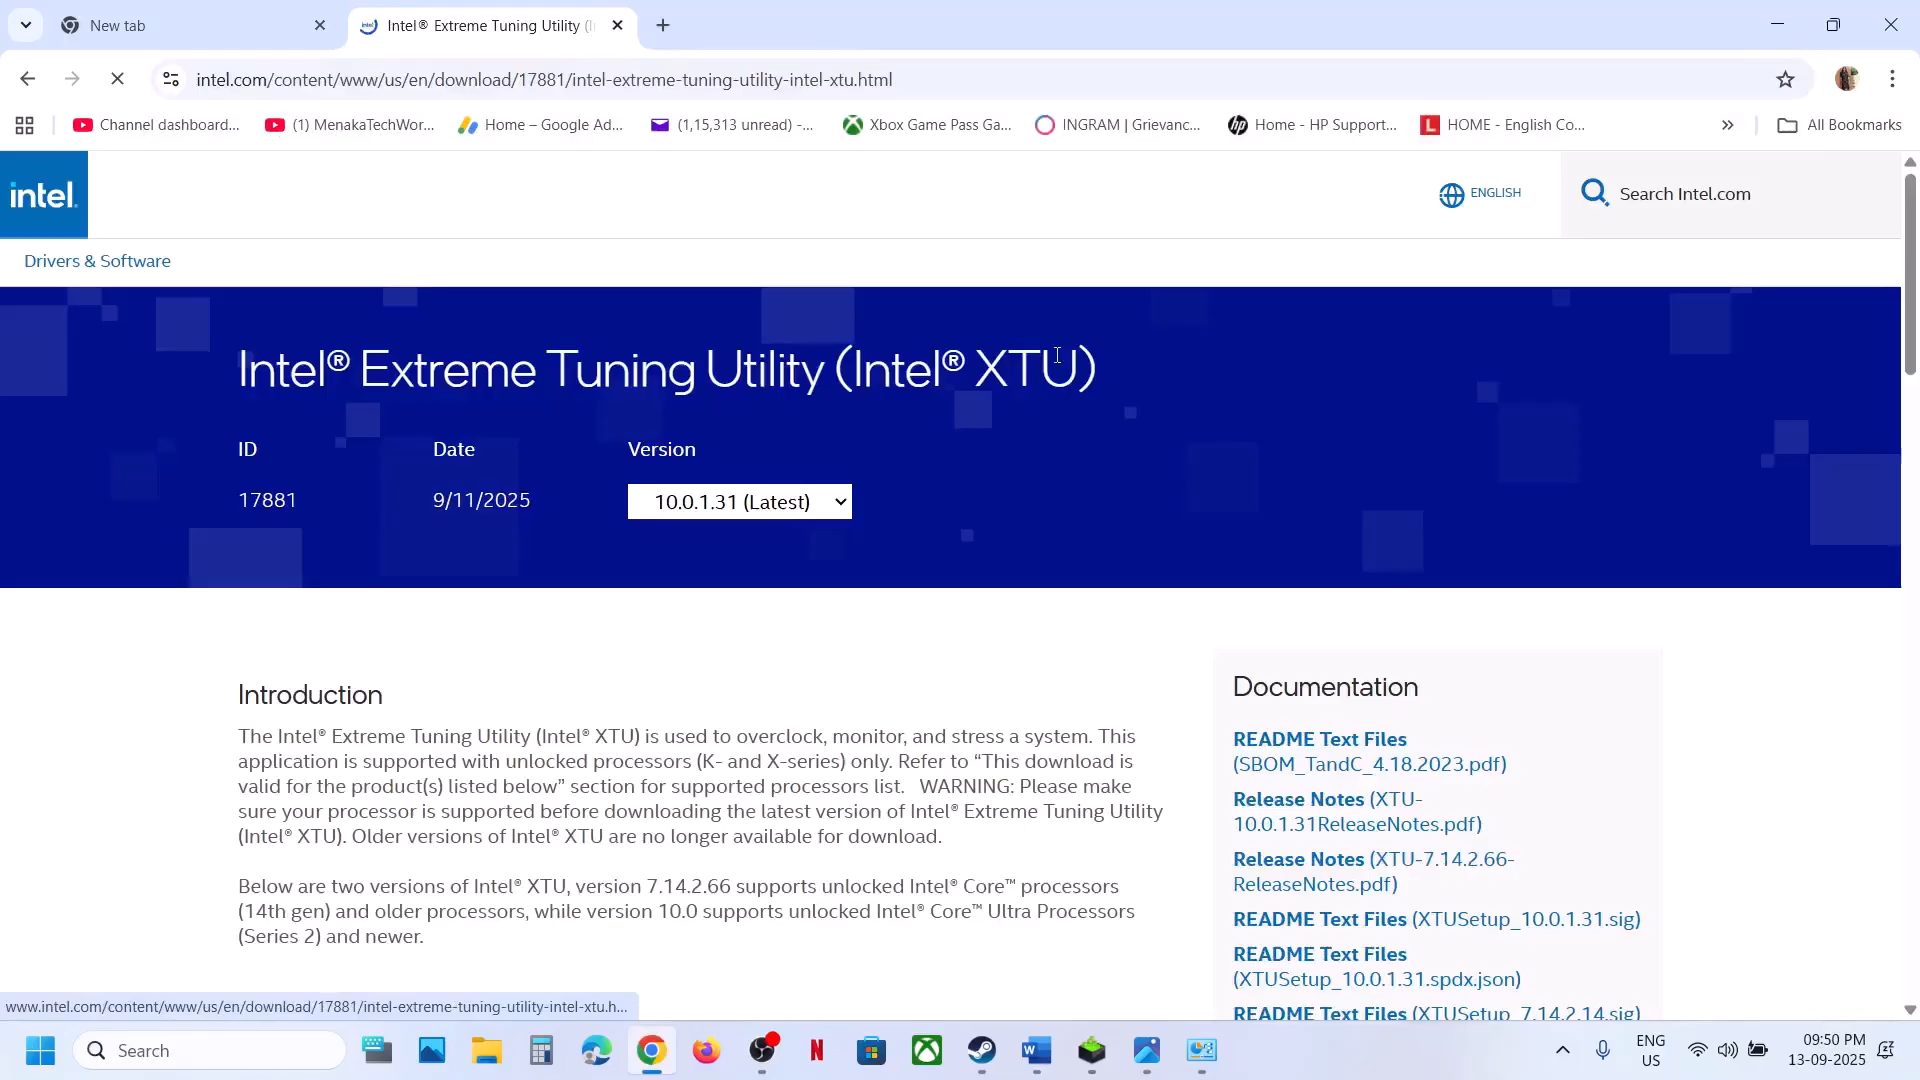 New tab
Intel® Extreme Tuning Utility (I
intel.com/content/www/us/en/download/17881/intel-extreme-tuning-utility-intel-xtu.html
Channel dashboard...
(1) MenakaTechWor...
Home – Google Ad...
(1,15,313 unread) -...
Xbox Game Pass Ga...
INGRAM | Grievanc...
Home - HP Support...
HOME - English Co...
All Bookmarks
intel.
ENGLISH
Search Intel.com
Drivers & Software
Intel® Extreme Tuning Utility (Intel® XTU)
ID
Date
Version
17881
9/11/2025
10.0.1.31 (Latest)
Introduction
The Intel® Extreme Tuning Utility (Intel® XTU) is used to overclock, monitor, and stress a system. This
application is supported with unlocked processors (K- and X-series) only. Refer to “This download is
valid for the product(s) listed below” section for supported processors list.   WARNING: Please make
sure your processor is supported before downloading the latest version of Intel® Extreme Tuning Utility
(Intel® XTU). Older versions of Intel® XTU are no longer available for download.
Below are two versions of Intel® XTU, version 7.14.2.66 supports unlocked Intel® Core™ processors
(14th gen) and older processors, while version 10.0 supports unlocked Intel® Core™ Ultra Processors
(Series 2) and newer.
Documentation
README Text Files
(SBOM_TandC_4.18.2023.pdf)
Release Notes (XTU-
10.0.1.31ReleaseNotes.pdf)
Release Notes (XTU-7.14.2.66-
ReleaseNotes.pdf)
README Text Files (XTUSetup_10.0.1.31.sig)
README Text Files
(XTUSetup_10.0.1.31.spdx.json)
README Text Files (XTUSetup_7.14.2.14.sig)
www.intel.com/content/www/us/en/download/17881/intel-extreme-tuning-utility-intel-xtu.h...
Search
ENG
US
09:50 PM
13-09-2025